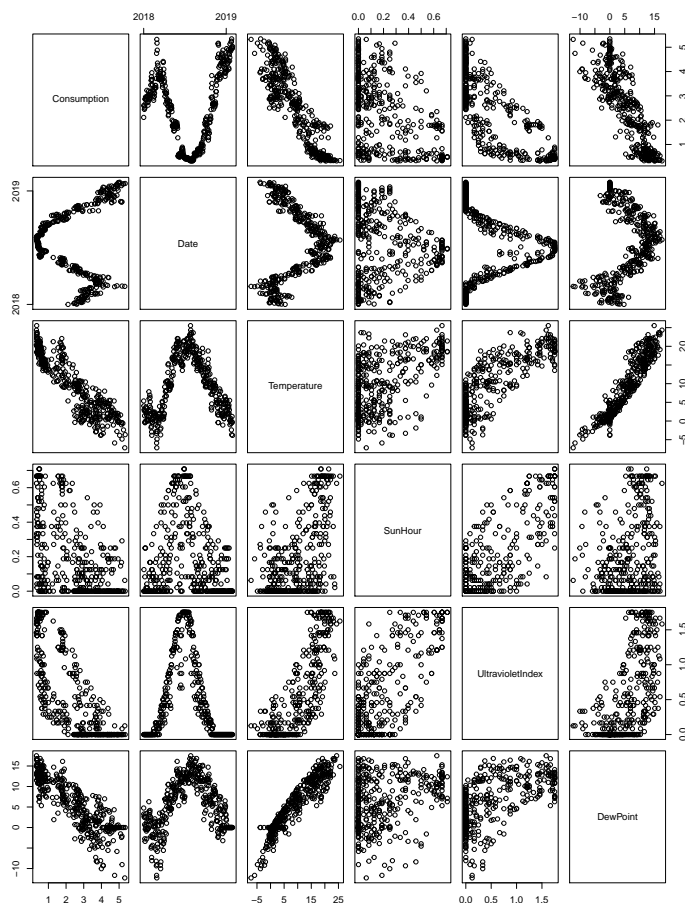 2018 2019
0.0 0.2 0.4 0.6
−10 0 5 15
Consumption
1 2 3 4 5
2018 2019
Date
Temperature
−5 0 5 10 20
0.0 0.2 0.4 0.6
SunHour
UltravioletIndex
0.0 0.5 1.0 1.5
−10 0 5 10 15
DewPoint
1 2 3 4 5
−5 5 15 25
0.0 0.5 1.0 1.5